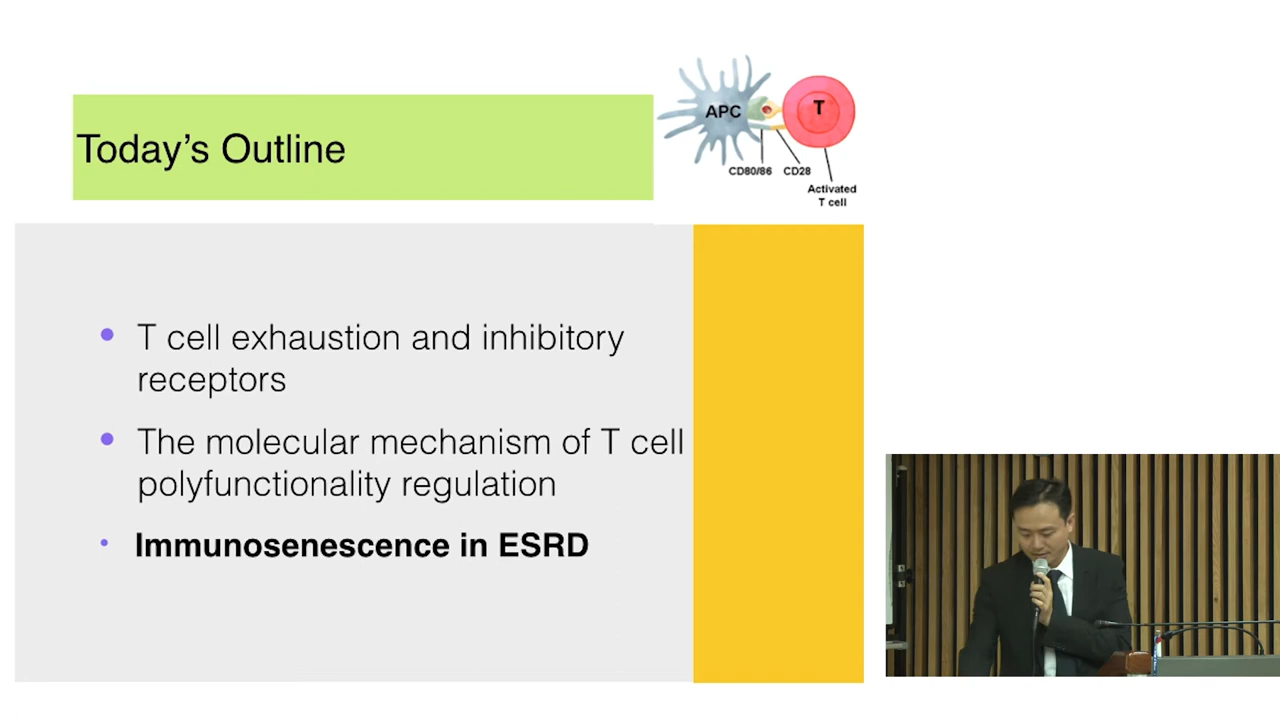 Today's Outline
APC
T
CD80/86 CD28
Activated
T cell
• T cell exhaustion and inhibitory
receptors
• The molecular mechanism of T cell
polyfunctionality regulation
• Immunosenescence in ESRD